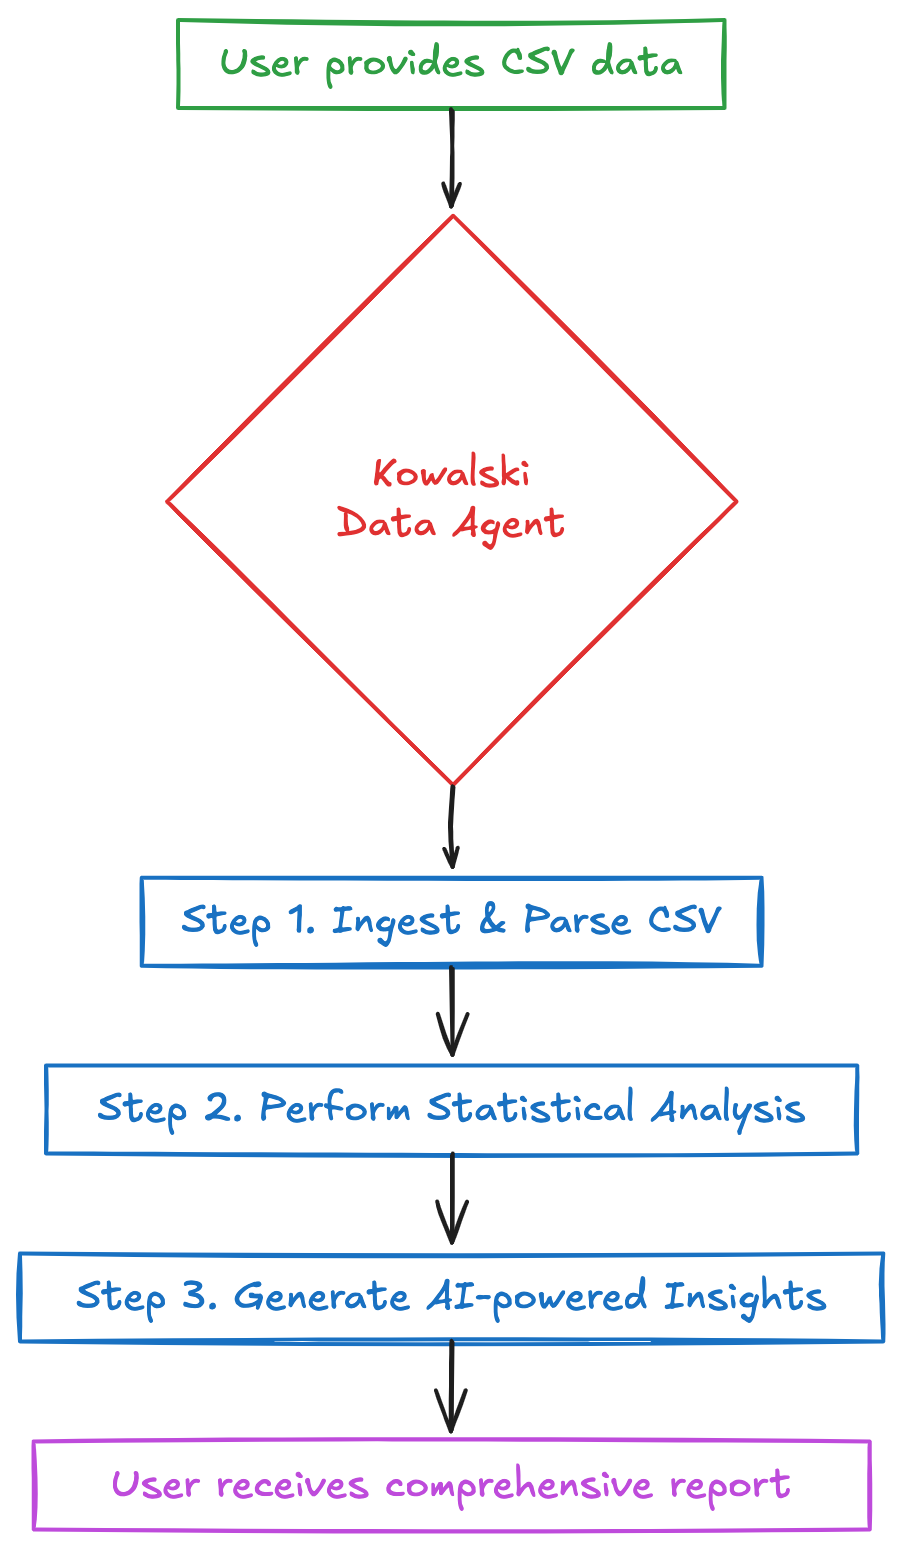 User provides CSV data
Kowalski
Data Agent
Step 1. Ingest & Parse CSV
Step 2. Perform Statistical Analysis
Step 3. Generate AI-powered Insights
User receives comprehensive report